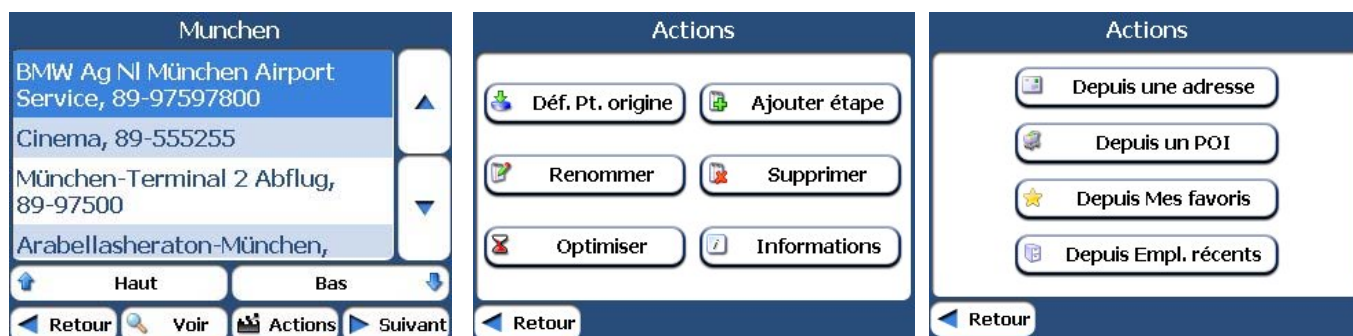 Munchen
BMW Ag Nl München Airport
Service, 89-97597800
Cinema, 89-555255
München-Terminal 2 Abflug,
89-97500
Arabellasheraton-München,
Haut
Bas
Retour
Voir
Actions
Suivant
Actions
Déf. Pt. origine
Ajouter étape
Renommer
Supprimer
Optimiser
Informations
Retour
Actions
Depuis une adresse
Depuis un POI
Depuis Mes favoris
Depuis Empl. récents
Retour